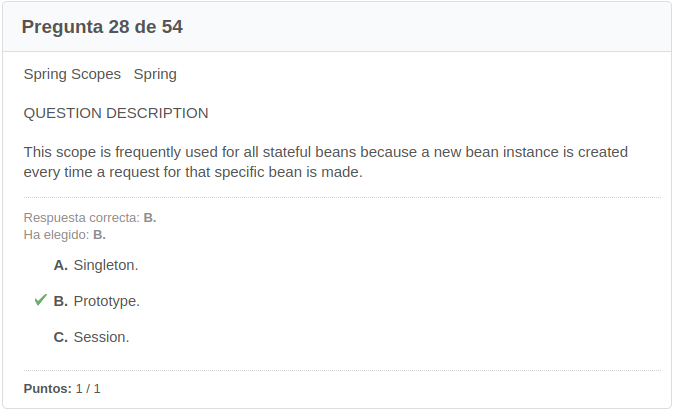 Pregunta 28 de 54
Spring Scopes Spring
QUESTION DESCRIPTION
This scope is frequently used for all stateful beans because a new bean instance is created
every time a request for that specific bean is made.
Respuesta correcta: B.
Ha elegido: B.
A. Singleton.
B. Prototype.
C. Session.
Puntos: 1 / 1